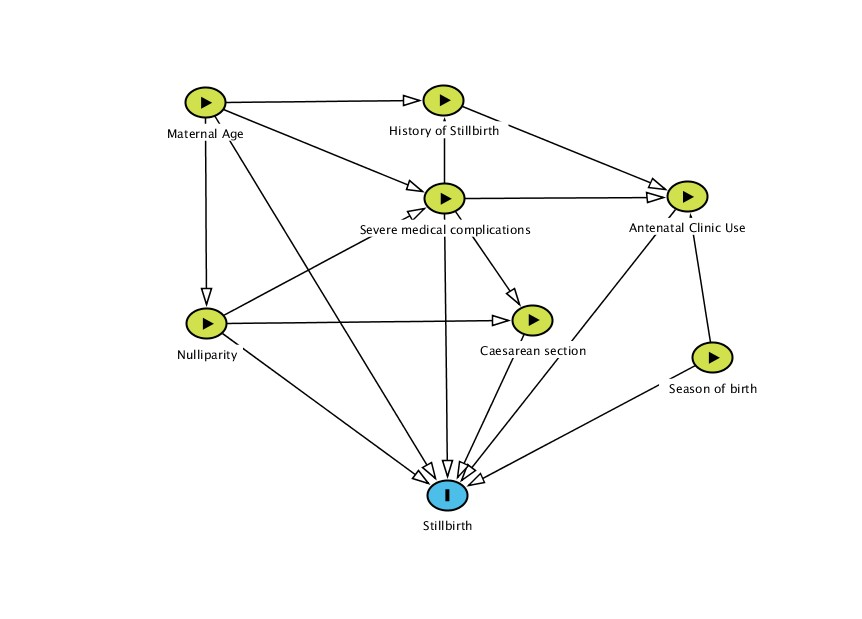 Maternal Age
History of Stillbirth
Severe medical complications
Antenatal Clinic Use
Nulliparity
Caesarean section
Season of birth
Stillbirth